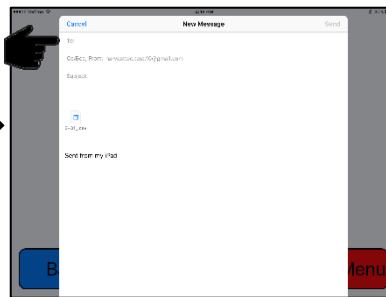 Cancel New Message Send
To:
Cc/Bcc, From:
Subject:
Sent from my iPad
B
Menu